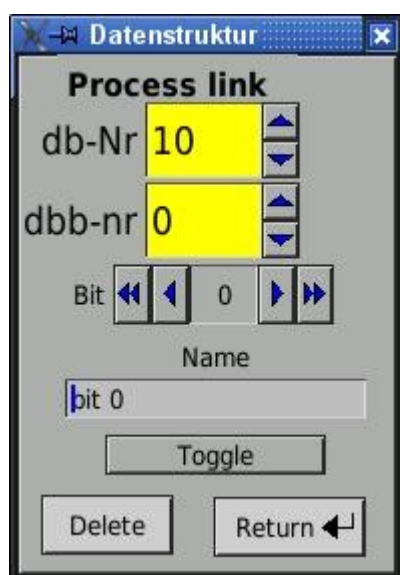 Datenstruktur
Process link
db-Nr 10
dbb-nr 0
Bit 0
Name
bit 0
Toggle
Delete Return